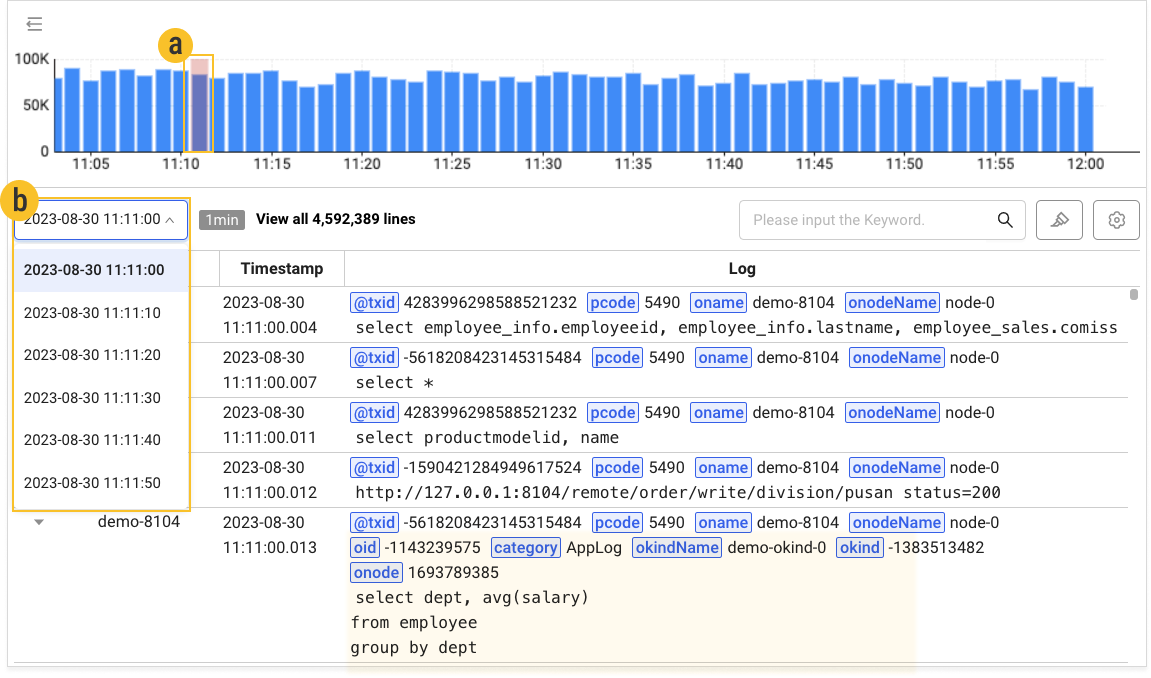 a
100K
50K
0
11:05 11:10 11:15 11:20 11:25 11:30 11:35 11:40 11:45 11:50 11:55 12:00
b
2023-08-30 11:11:00 1min View all 4,592,389 lines Please input the Keyword.
2023-08-30 11:11:00
2023-08-30 11:11:10
2023-08-30 11:11:20
2023-08-30 11:11:30
2023-08-30 11:11:40
2023-08-30 11:11:50
Timestamp Log
2023-08-30 @txid 4283996298588521232 pcode 5490 oname demo-8104 onodeName node-0
11:11:00.004 select employee_info.employeeid, employee_info.lastname, employee_sales.comiss
2023-08-30 @txid -5618208423145315484 pcode 5490 oname demo-8104 onodeName node-0
11:11:00.007 select *
2023-08-30 @txid 4283996298588521232 pcode 5490 oname demo-8104 onodeName node-0
11:11:00.011 select productmodelid, name
2023-08-30 @txid -1590421284949617524 pcode 5490 oname demo-8104 onodeName node-0
11:11:00.012 http://127.0.0.1:8104/remote/order/write/division/pusan status=200
demo-8104 2023-08-30 @txid -5618208423145315484 pcode 5490 oname demo-8104 onodeName node-0
11:11:00.013 oid -1143239575 category AppLog okindName demo-okind-0 okind -1383513482
onode 1693789385
select dept, avg(salary)
from employee
group by dept